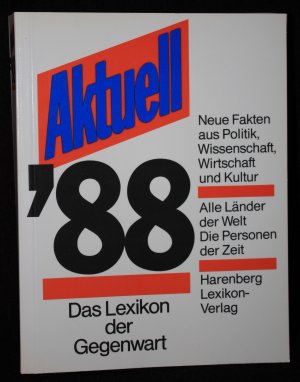 Aktuell
'88
Das Lexikon
der
Gegenwart
Neue Fakten
aus Politik,
Wissenschaft,
Wirtschaft
und Kultur
Alle Länder
der Welt
Die Personen
der Zeit
Harenberg
Lexikon-
Verlag